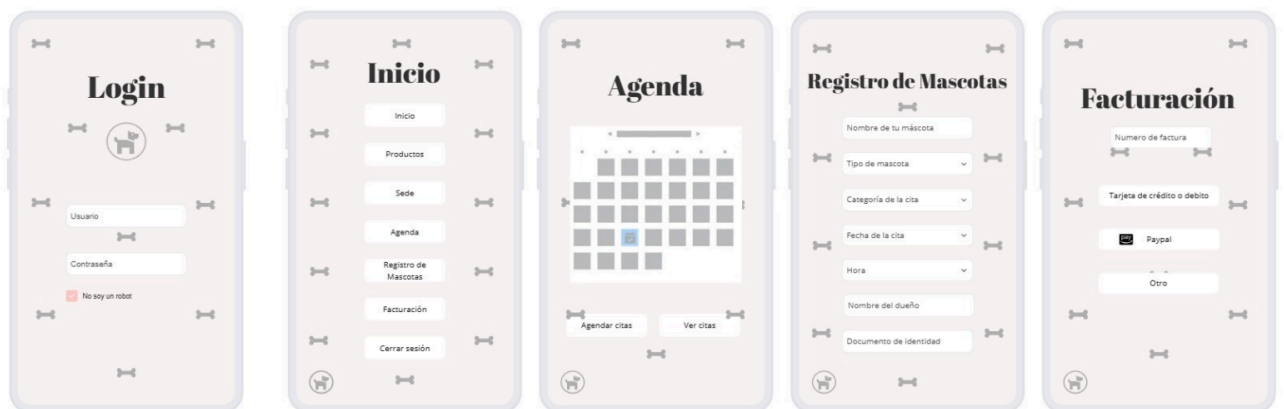 Login
Usuario
Contraseña
No soy un robot
Inicio
Inicio
Productos
Sede
Agenda
Registro de
Mascotas
Facturación
Cerrar sesión
Agenda
Agendar citas
Ver citas
Registro de Mascotas
Nombre de tu máscota
Tipo de mascota
Categoría de la cita
Fecha de la cita
Hora
Nombre del dueño
Documento de identidad
Facturación
Numero de factura
Tarjeta de crédito o debito
pay
Paypal
Otro